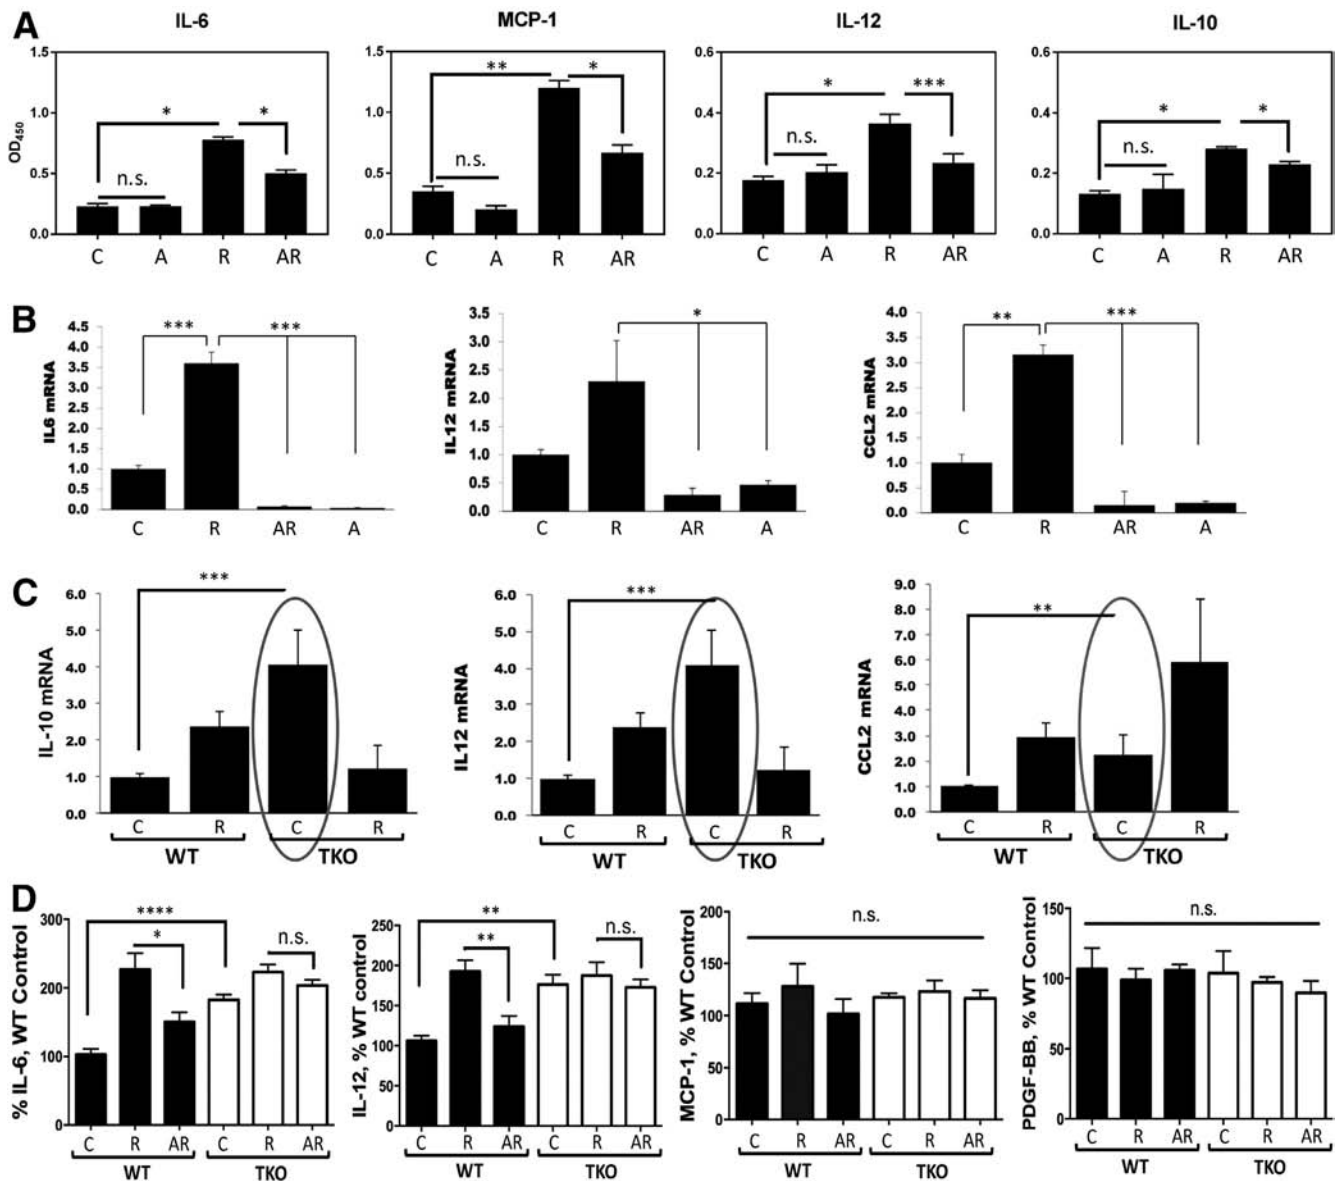 A
IL-6
MCP-1
IL-12
IL-10
OD450
1.5
1.0
0.5
0.0
* *
n.s.
C A R AR
1.5
1.0
0.5
0.0
** *
n.s.
C A R AR
0.6
0.4
0.2
0.0
* ***
n.s.
C A R AR
0.6
0.4
0.2
0.0
* *
n.s.
C A R AR
B
IL6 mRNA
4.5
4.0
3.5
3.0
2.5
2.0
1.5
1.0
0.5
0.0
*** ***
C R AR A
IL12 mRNA
3.5
3.0
2.5
2.0
1.5
1.0
0.5
0.0
*
C R AR A
CCL2 mRNA
4.0
3.5
3.0
2.5
2.0
1.5
1.0
0.5
0.0
** ***
C R AR A
C
IL-10 mRNA
6.0
5.0
4.0
3.0
2.0
1.0
0.0
***
C R C R
WT TKO
IL12 mRNA
6.0
5.0
4.0
3.0
2.0
1.0
0.0
***
C R C R
WT TKO
CCL2 mRNA
9.0
8.0
7.0
6.0
5.0
4.0
3.0
2.0
1.0
0.0
**
C R C R
WT TKO
D
% IL-6, WT Control
300
200
100
0
****
* n.s.
C R AR C R AR
WT TKO
IL-12, % WT Control
250
200
150
100
50
0
**
** n.s.
C R AR C R AR
WT TKO
MCP-1, % WT Control
200
150
100
50
0
n.s.
C R AR C R AR
WT TKO
PDGF-BB, % WT Control
150
100
50
0
n.s.
C R AR C R AR
WT TKO